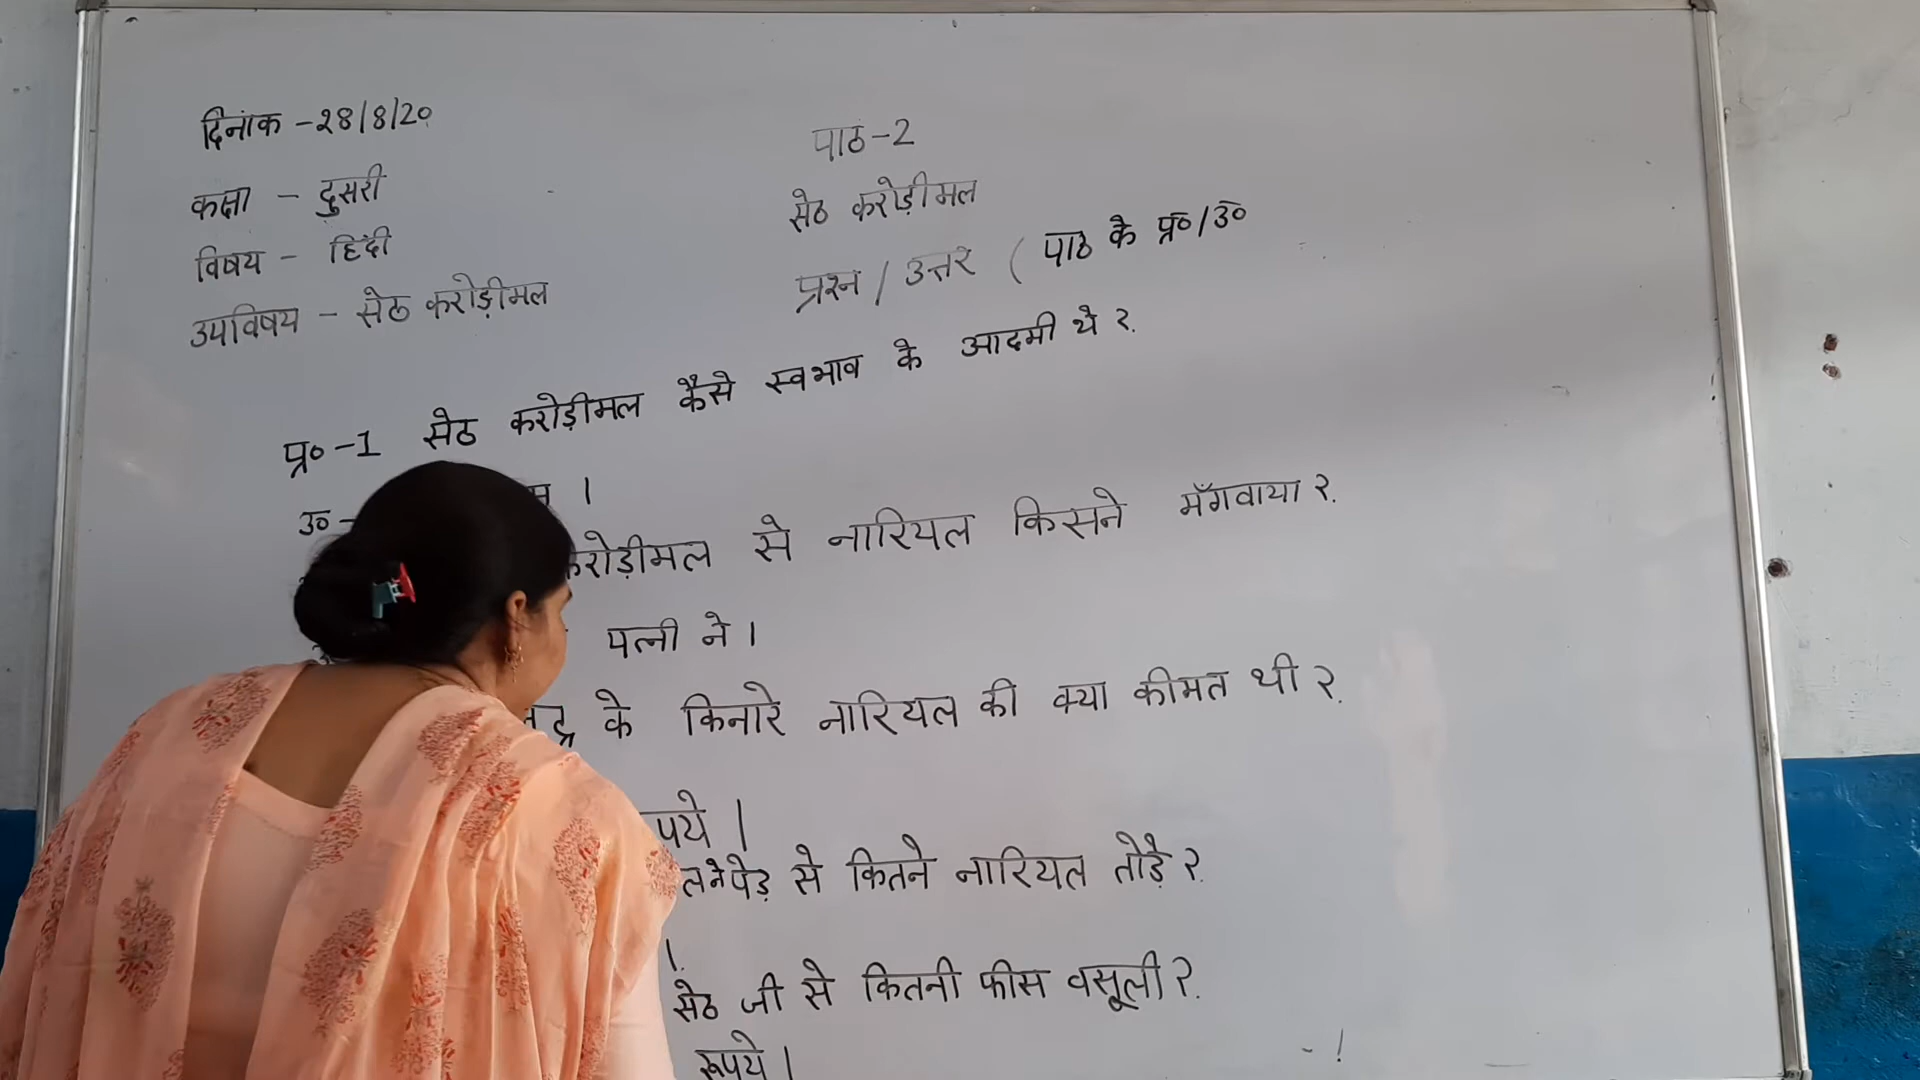 दिनांक - 28/8/20
कक्षा - दुसरी
विषय - हिंदी
उपविषय - सेठ करोड़ीमल
पाठ-2
सेठ करोड़ीमल
प्रश्न / उत्तर ( पाठ के प्र० / उ०
प्र०-1 सेठ करोड़ीमल कैसे स्वभाव के आदमी थे ?
उ० - ।
करोड़ीमल से नारियल किसने मँगवाया ?
पत्नी ने ।
के किनारे नारियल की क्या कीमत थी ?
पये ।
लने पेड़ से कितने नारियल तोड़ै ?
।
सेठ जी से कितनी फीस वसूली ?
रूपये ।